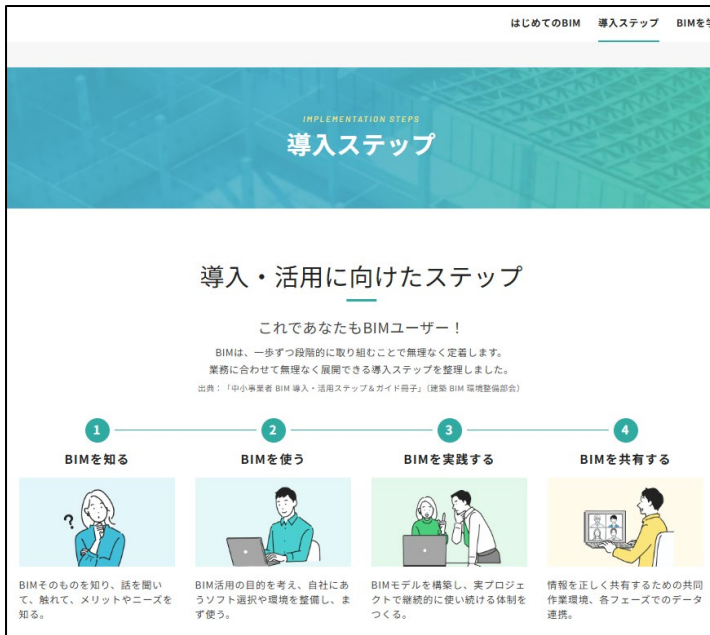 はじめてのBIM 導入ステップ BIMを学
IMPLEMENTATION STEPS
導入ステップ
導入・活用に向けたステップ
これであなたもBIMユーザー！
BIMは、一歩ずつ段階的に取り組むことで無理なく定着します。
業務に合わせて無理なく展開できる導入ステップを整理しました。
出典：「中小事業者 BIM 導入・活用ステップ＆ガイド冊子」（建築 BIM 環境整備部会）
1 2 3 4
BIMを知る BIMを使う BIMを実践する BIMを共有する
?
BIMそのものを知り、話を聞い
て、触れて、メリットやニーズを
知る。
BIM活用の目的を考え、自社にあ
うソフト選択や環境を整備し、ま
ず使う。
BIMモデルを構築し、実プロジェ
クトで継続的に使い続ける体制を
つくる。
情報を正しく共有するための共同
作業環境、各フェーズでのデータ
連携。